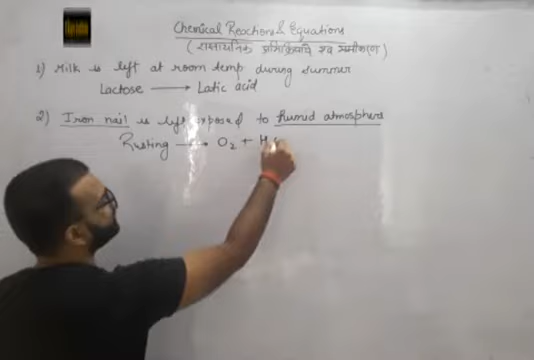 Chemical Reactions & Equations
(रासायनिक अभिक्रियाएँ एवं समीकरण)
1) Milk is left at room temp during summer
Lactose → Latic acid
2) Iron nail is left exposed to humid atmosphere
Rusting → O2 + H